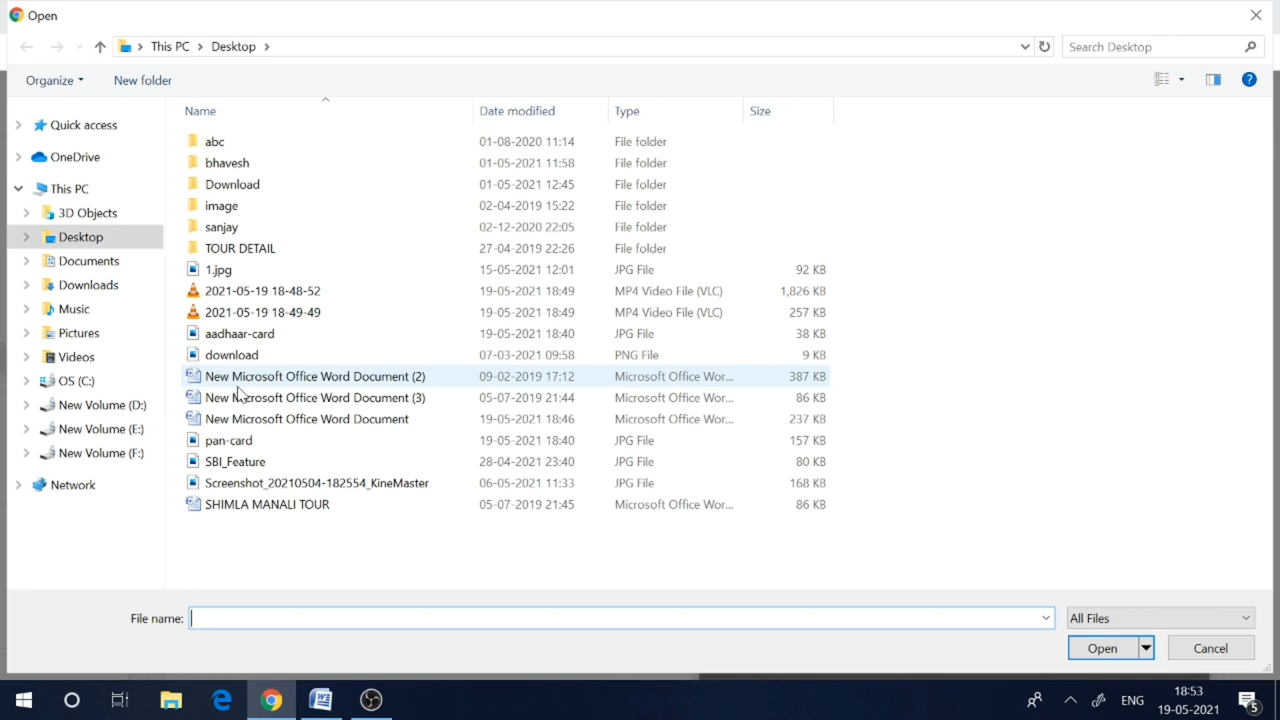 Open
This PC > Desktop > Search Desktop
Organize New folder
Name Date modified Type Size
Quick access
OneDrive
This PC
3D Objects
Desktop
Documents
Downloads
Music
Pictures
Videos
OS (C:)
New Volume (D:)
New Volume (E:)
New Volume (F:)
Network
abc 01-08-2020 11:14 File folder
bhavesh 01-05-2021 11:58 File folder
Download 01-05-2021 12:45 File folder
image 02-04-2019 15:22 File folder
sanjay 02-12-2020 22:05 File folder
TOUR DETAIL 27-04-2019 22:26 File folder
1.jpg 15-05-2021 12:01 JPG File 92 KB
2021-05-19 18-48-52 19-05-2021 18:49 MP4 Video File (VLC) 1,826 KB
2021-05-19 18-49-49 19-05-2021 18:49 MP4 Video File (VLC) 257 KB
aadhaar-card 19-05-2021 18:40 JPG File 38 KB
download 07-03-2021 09:58 PNG File 9 KB
New Microsoft Office Word Document (2) 09-02-2019 17:12 Microsoft Office Wor... 387 KB
New Microsoft Office Word Document (3) 05-07-2019 21:44 Microsoft Office Wor... 86 KB
New Microsoft Office Word Document 19-05-2021 18:46 Microsoft Office Wor... 237 KB
pan-card 19-05-2021 18:40 JPG File 157 KB
SBI_Feature 28-04-2021 23:40 JPG File 80 KB
Screenshot_20210504-182554_KineMaster 06-05-2021 11:33 JPG File 168 KB
SHIMLA MANALI TOUR 05-07-2019 21:45 Microsoft Office Wor... 86 KB
File name: All Files
Open Cancel
ENG 18:53
19-05-2021 5